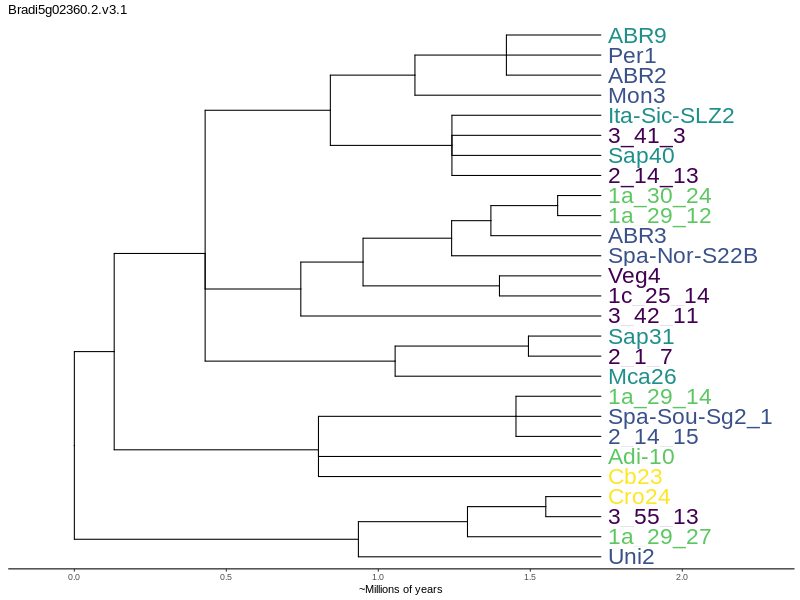 Bradi5g02360.2.v3.1
ABR9
Per1
ABR2
Mon3
Ita-Sic-SLZ2
3_41_3
Sap40
2_14_13
1a_30_24
1a_29_12
ABR3
Spa-Nor-S22B
Veg4
1c_25_14
3_42_11
Sap31
2_1_7
Mca26
1a_29_14
Spa-Sou-Sg2_1
2_14_15
Adi-10
Cb23
Cro24
3_55_13
1a_29_27
Uni2
0.0 0.5 1.0 1.5 2.0
~Millions of years